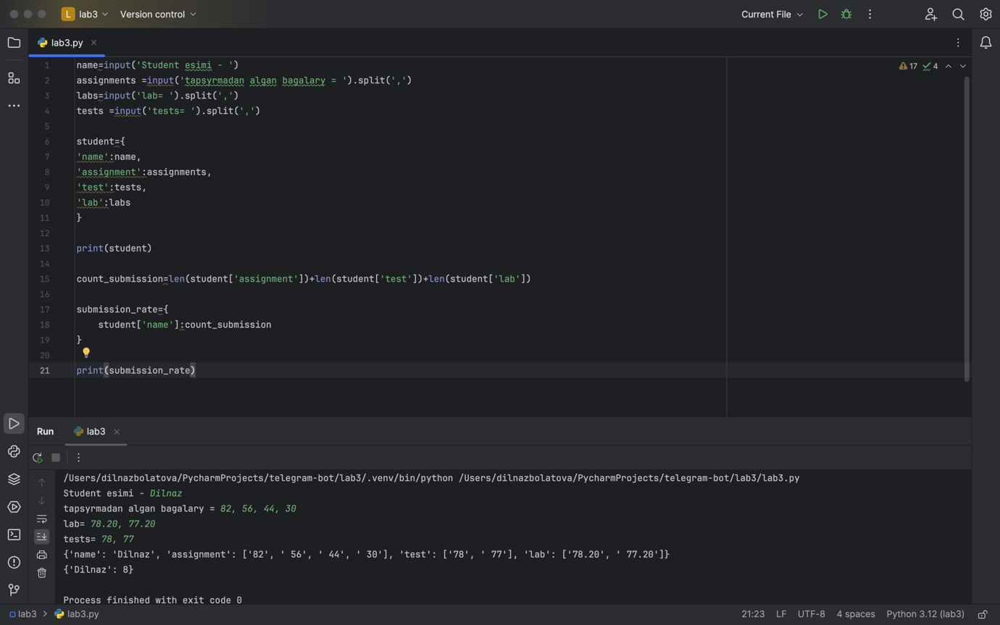 L lab3 Version control Current File
lab3.py
17 4
1 name=input('Student esimi - ')
2 assignments =input('tapsyrmadan algan bagalary = ').split(',')
3 labs=input('lab= ').split(',')
4 tests =input('tests= ').split(',')
5
6 student={
7 'name':name,
8 'assignment':assignments,
9 'test':tests,
10 'lab':labs
11 }
12
13 print(student)
14
15 count_submission=len(student['assignment'])+len(student['test'])+len(student['lab'])
16
17 submission_rate={
18     student['name']:count_submission
19 }
20
21 print(submission_rate)
Run lab3
/Users/dilnazbolatova/PycharmProjects/telegram-bot/lab3/.venv/bin/python /Users/dilnazbolatova/PycharmProjects/telegram-bot/lab3/lab3.py
Student esimi - Dilnaz
tapsyrmadan algan bagalary = 82, 56, 44, 30
lab= 78.20, 77.20
tests= 78, 77
{'name': 'Dilnaz', 'assignment': ['82', ' 56', ' 44', ' 30'], 'test': ['78', ' 77'], 'lab': ['78.20', ' 77.20']}
{'Dilnaz': 8}
Process finished with exit code 0
lab3 > lab3.py 21:23 LF UTF-8 4 spaces Python 3.12 (lab3)